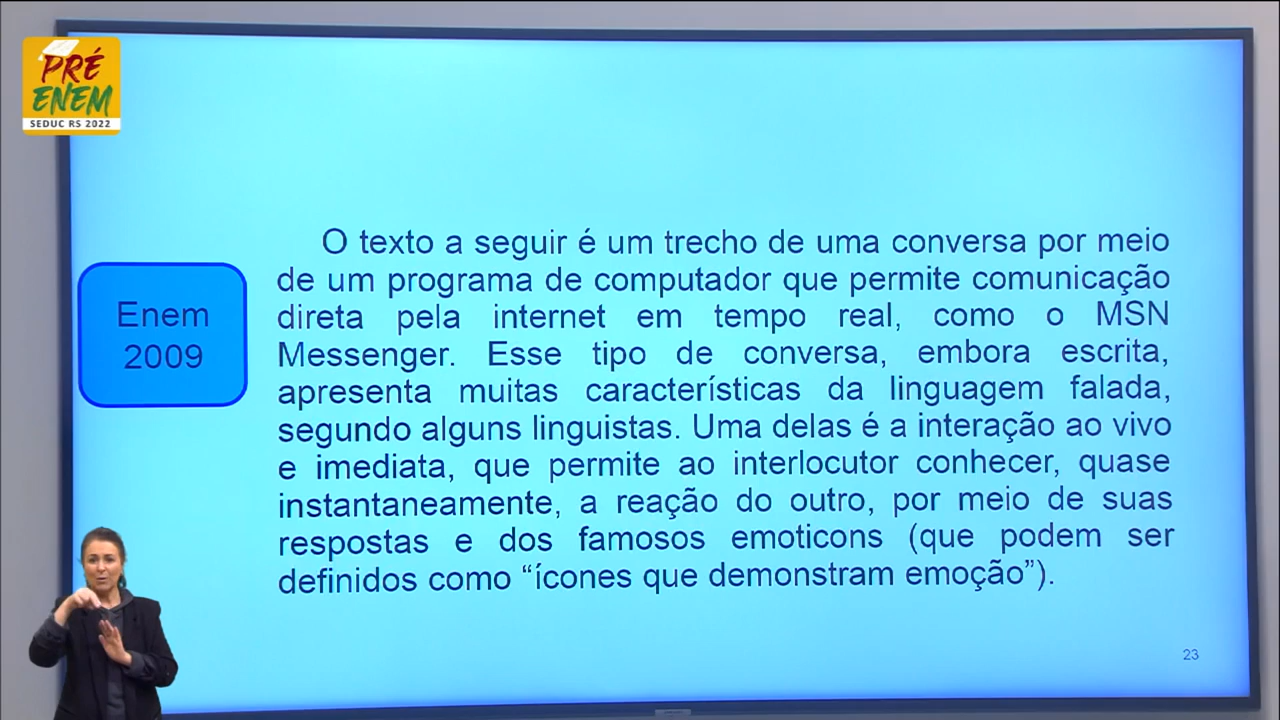 PRÉ
ENEM
SEDUC RS 2022
Enem
2009
O texto a seguir é um trecho de uma conversa por meio
de um programa de computador que permite comunicação
direta pela internet em tempo real, como o MSN
Messenger. Esse tipo de conversa, embora escrita,
apresenta muitas características da linguagem falada,
segundo alguns linguistas. Uma delas é a interação ao vivo
e imediata, que permite ao interlocutor conhecer, quase
instantaneamente, a reação do outro, por meio de suas
respostas e dos famosos emoticons (que podem ser
definidos como “ícones que demonstram emoção”).
23